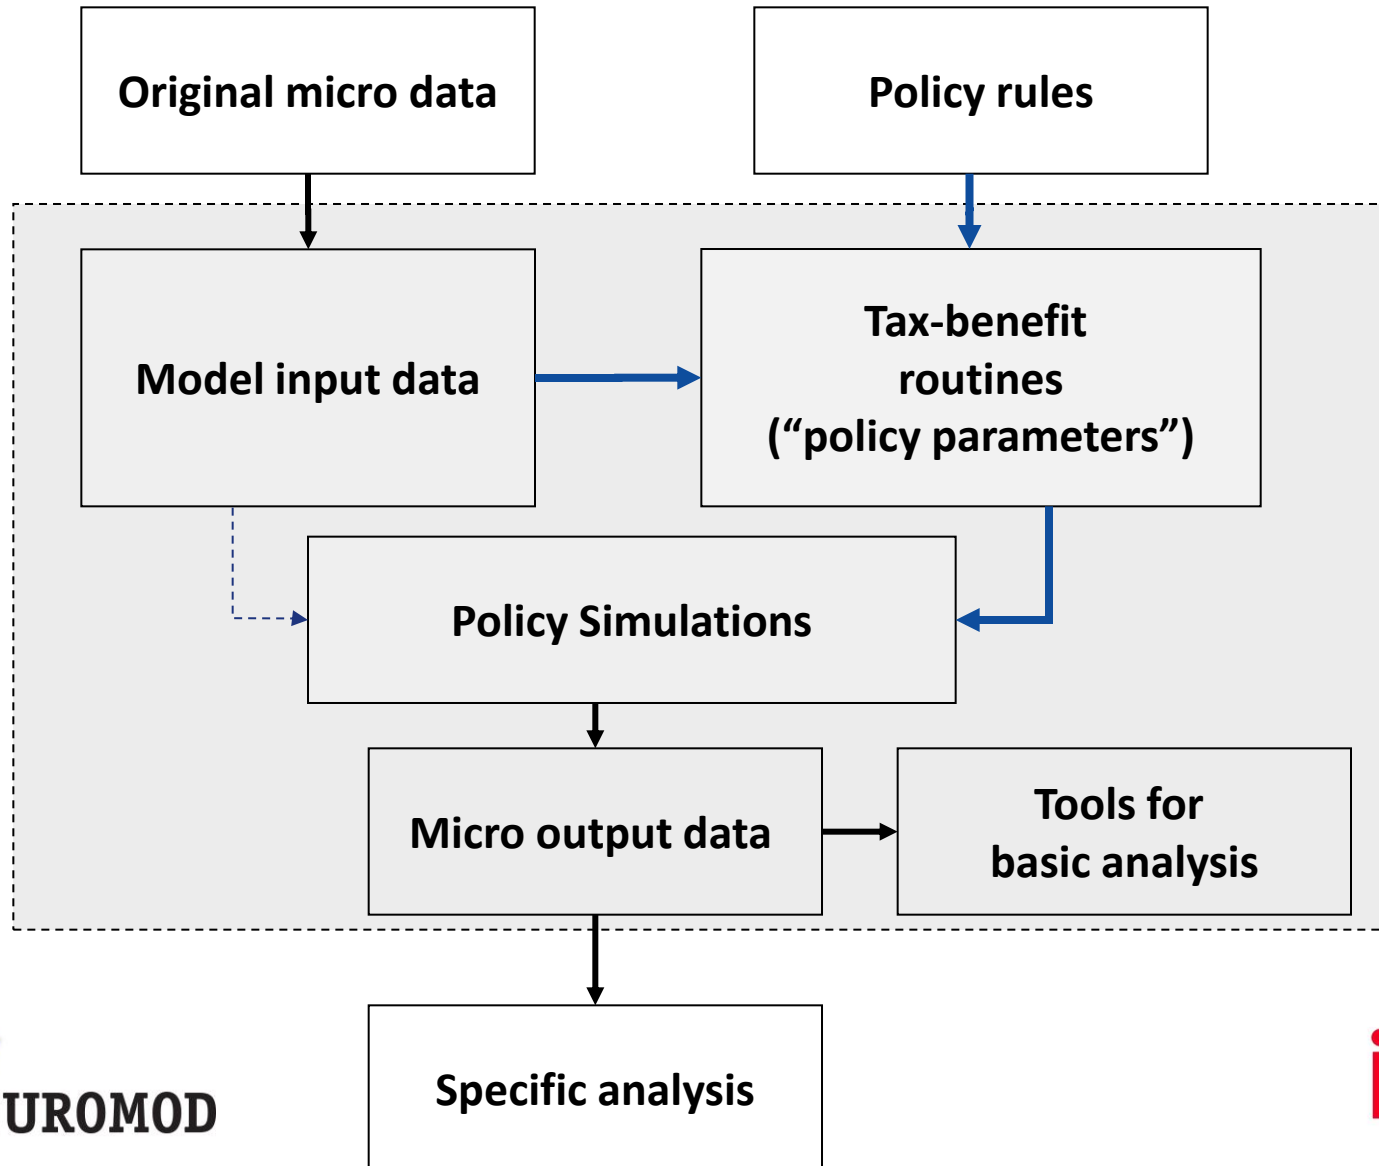 Original micro data
Policy rules
Model input data
Tax-benefit
routines
(“policy parameters”)
Policy Simulations
Micro output data
Tools for
basic analysis
Specific analysis
UROMOD